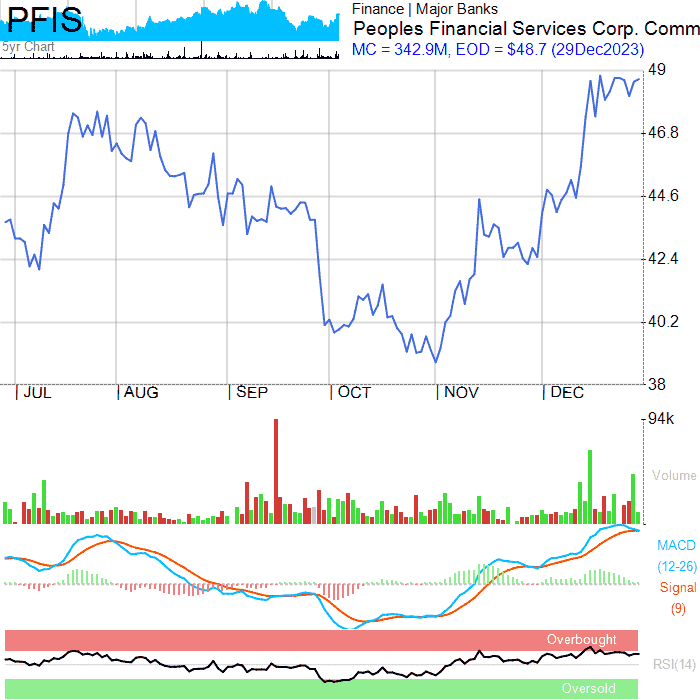 PFIS
5yr Chart
Finance | Major Banks
Peoples Financial Services Corp. Comm
MC = 342.9M, EOD = $48.7 (29Dec2023)
49
46.8
44.6
42.4
40.2
38
JUL AUG SEP OCT NOV DEC
94k
Volume
MACD
(12-26)
Signal
(9)
Overbought
RSI(14)
Oversold